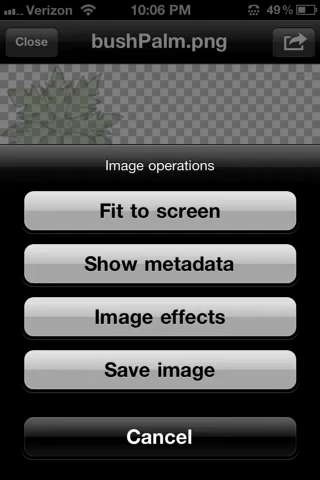 Verizon 10:06 PM 49%
Close bushPalm.png
Image operations
Fit to screen
Show metadata
Image effects
Save image
Cancel